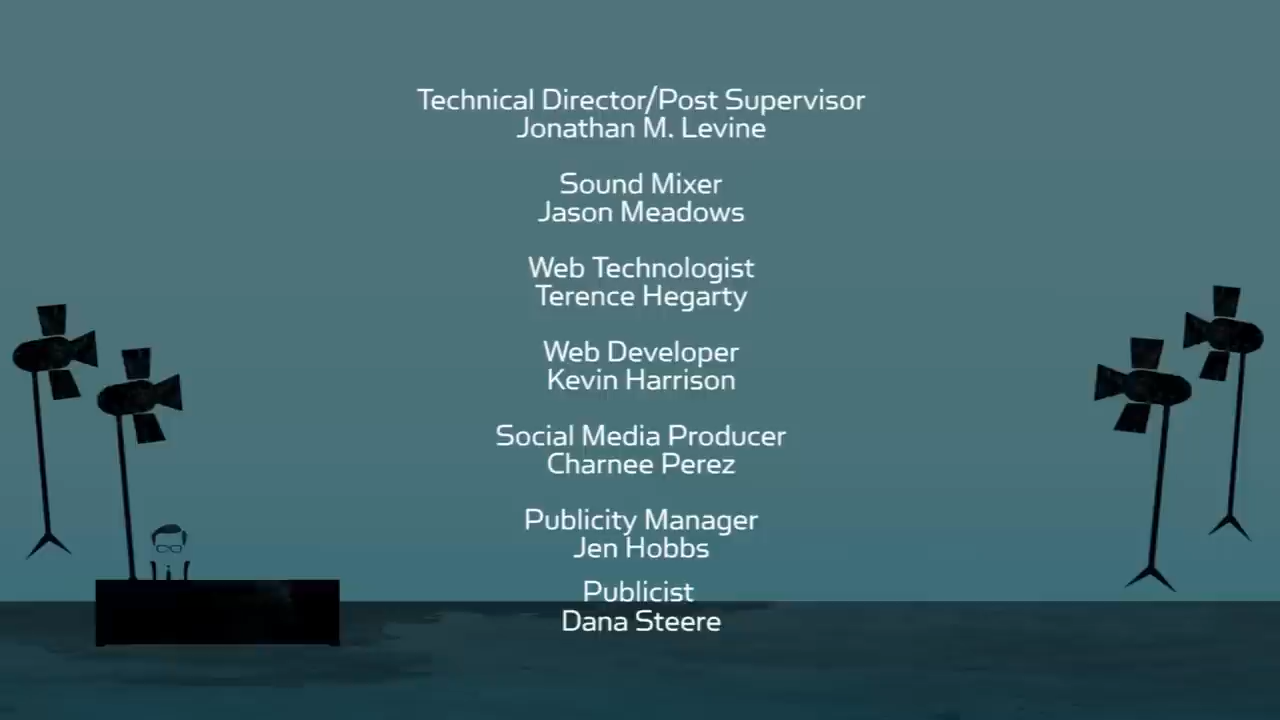 Technical Director/Post Supervisor
Jonathan M. Levine
Sound Mixer
Jason Meadows
Web Technologist
Terence Hegarty
Web Developer
Kevin Harrison
Social Media Producer
Charnee Perez
Publicity Manager
Jen Hobbs
Publicist
Dana Steere